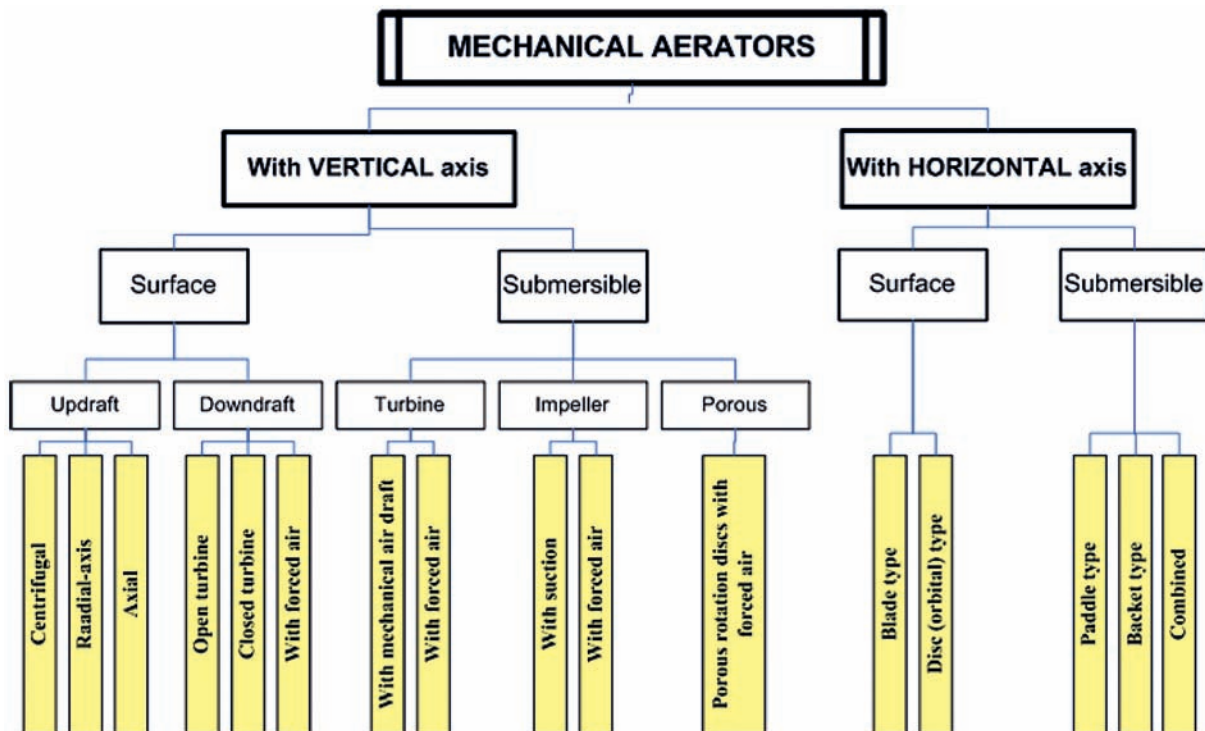 MECHANICAL AERATORS
With VERTICAL axis
With HORIZONTAL axis
Surface
Submersible
Surface
Submersible
Updraft
Downdraft
Turbine
Impeller
Porous
Centrifugal
Raadial-axis
Axial
Open turbine
Closed turbine
With forced air
With mechanical air draft
With forced air
With suction
With forced air
Porous rotation discs with
forced air
Blade type
Disc (orbital) type
Paddle type
Backet type
Combined